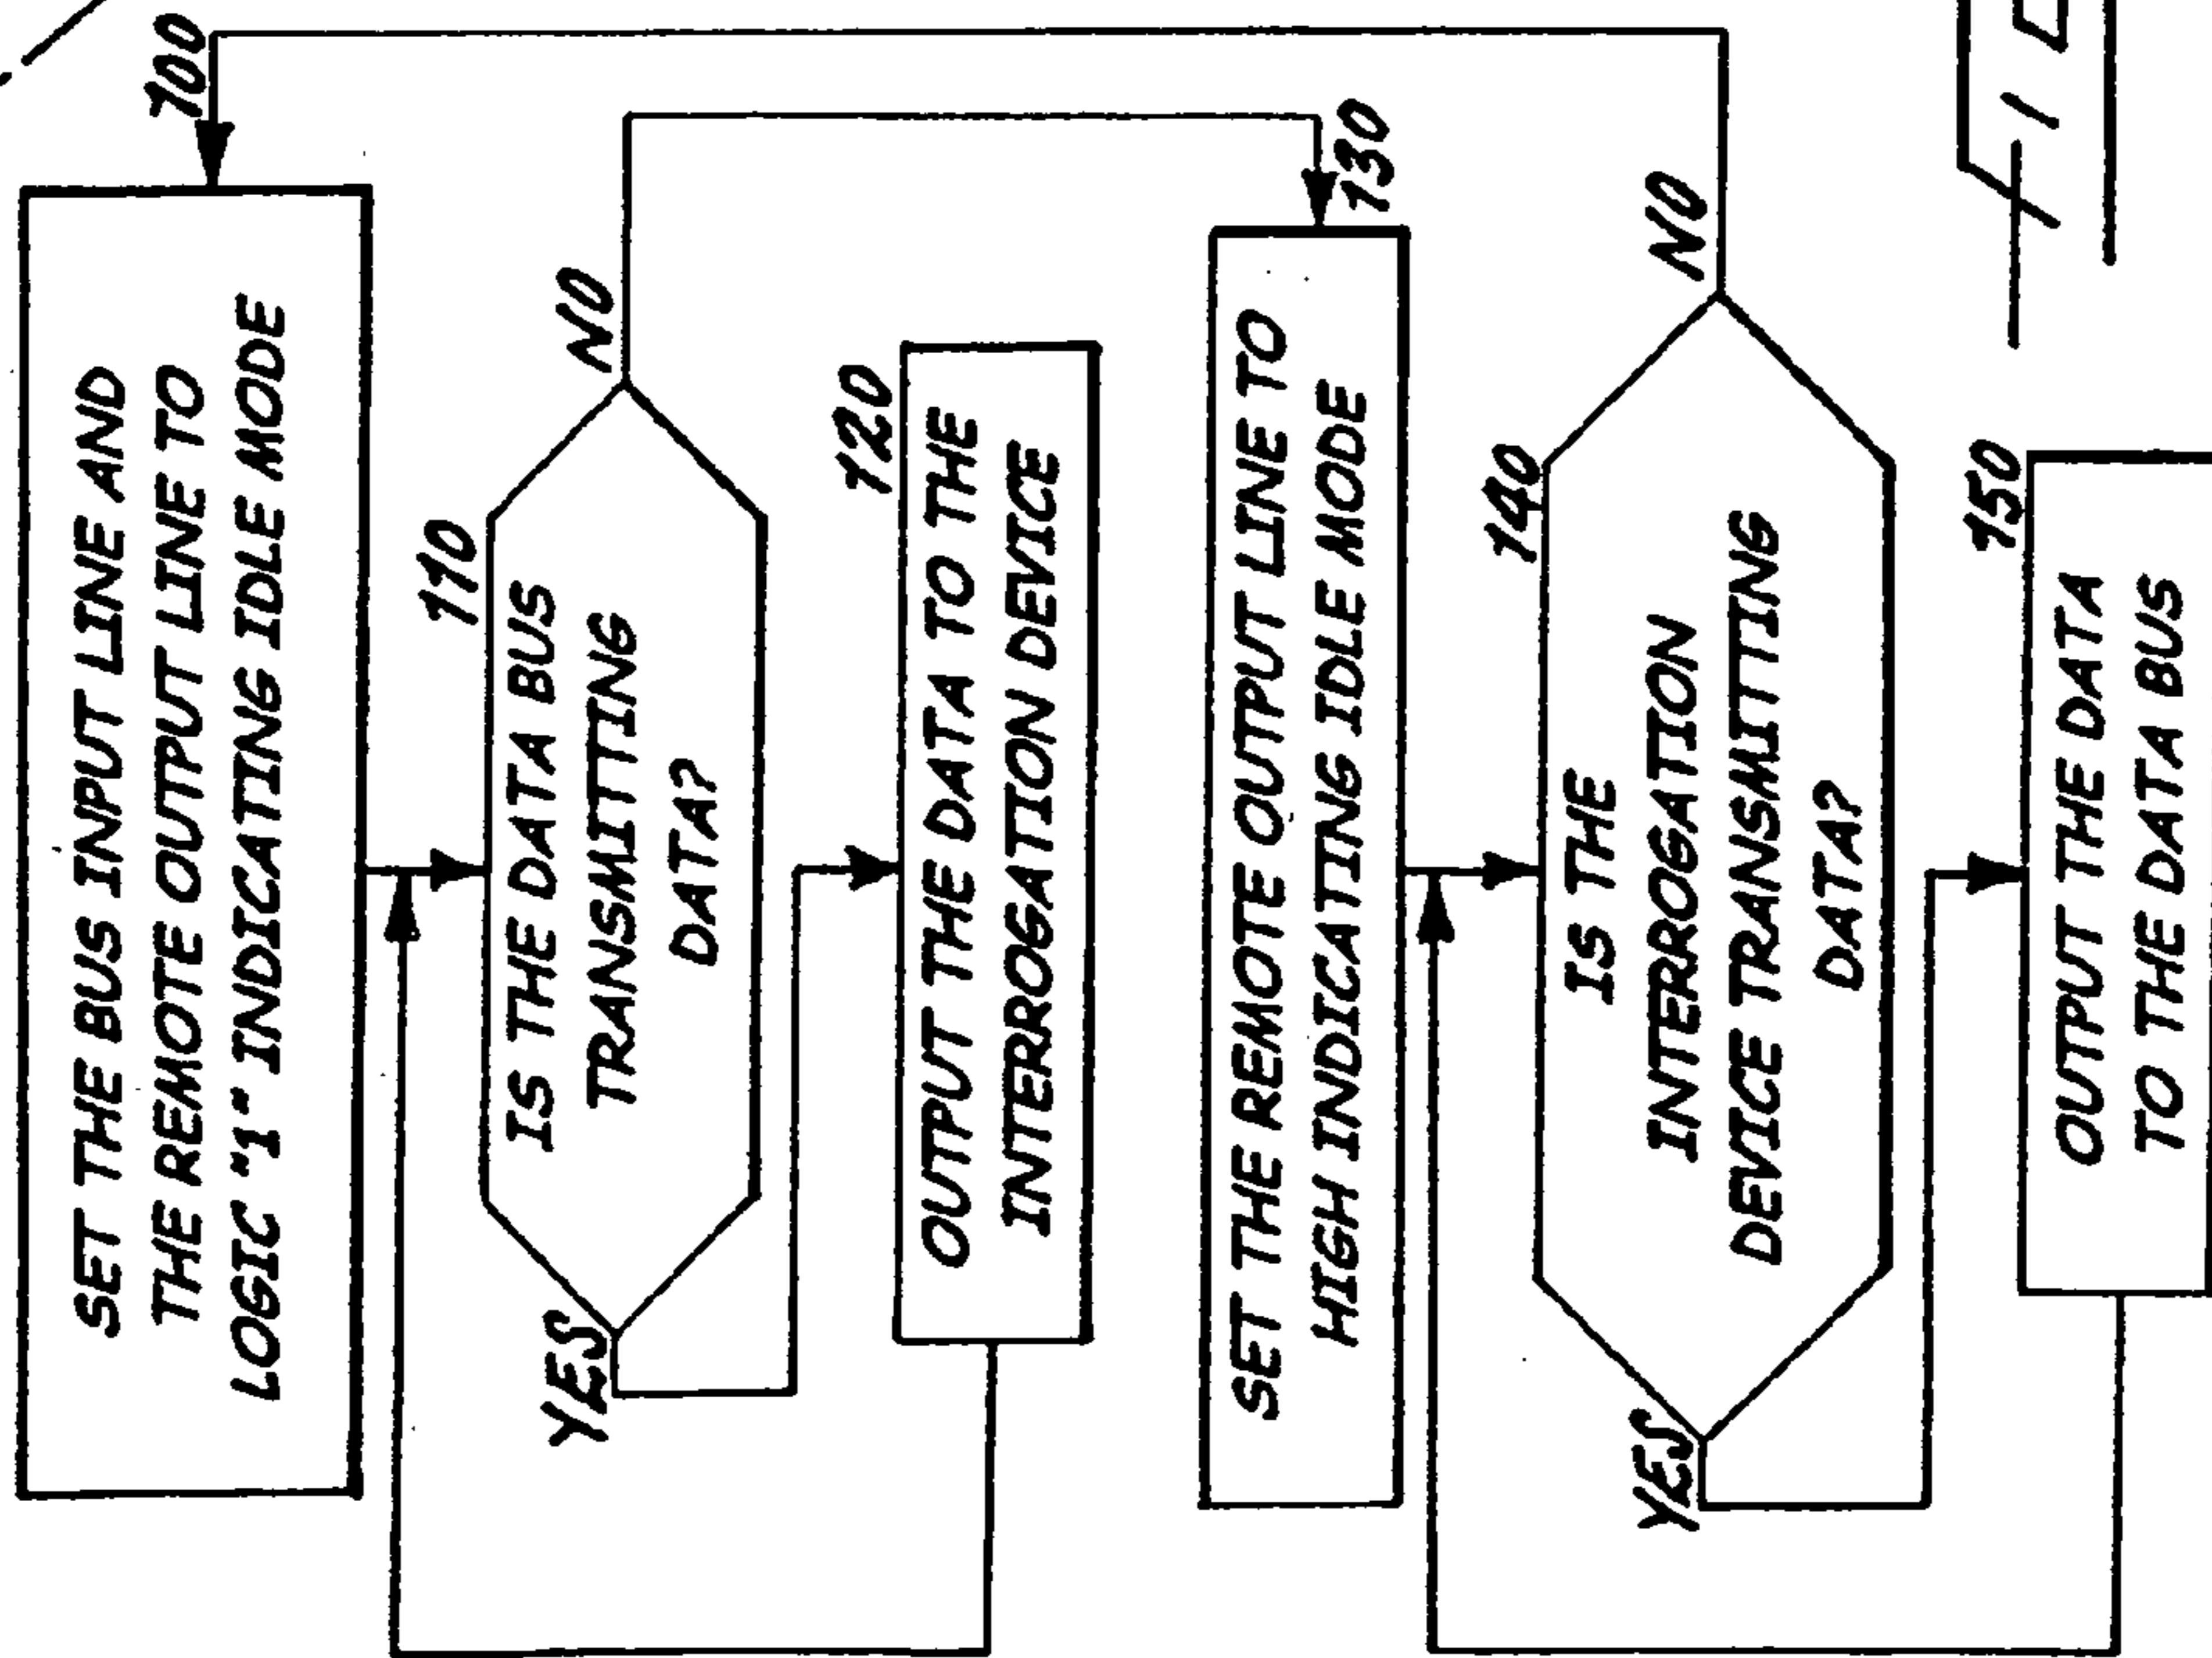 100
SET THE BUS INPUT LINE AND
THE REMOTE OUTPUT LINE TO
LOGIC "1" INDICATING IDLE MODE
110
IS THE DATA BUS
TRANSMITTING
DATA?
YES
NO
120
OUTPUT THE DATA TO THE
INTERROGATION DEVICE
130
SET THE REMOTE OUTPUT LINE TO
HIGH INDICATING IDLE MODE
140
IS THE
INTERROGATION
DEVICE TRANSMITTING
DATA?
YES
NO
150
OUTPUT THE DATA
TO THE DATA BUS